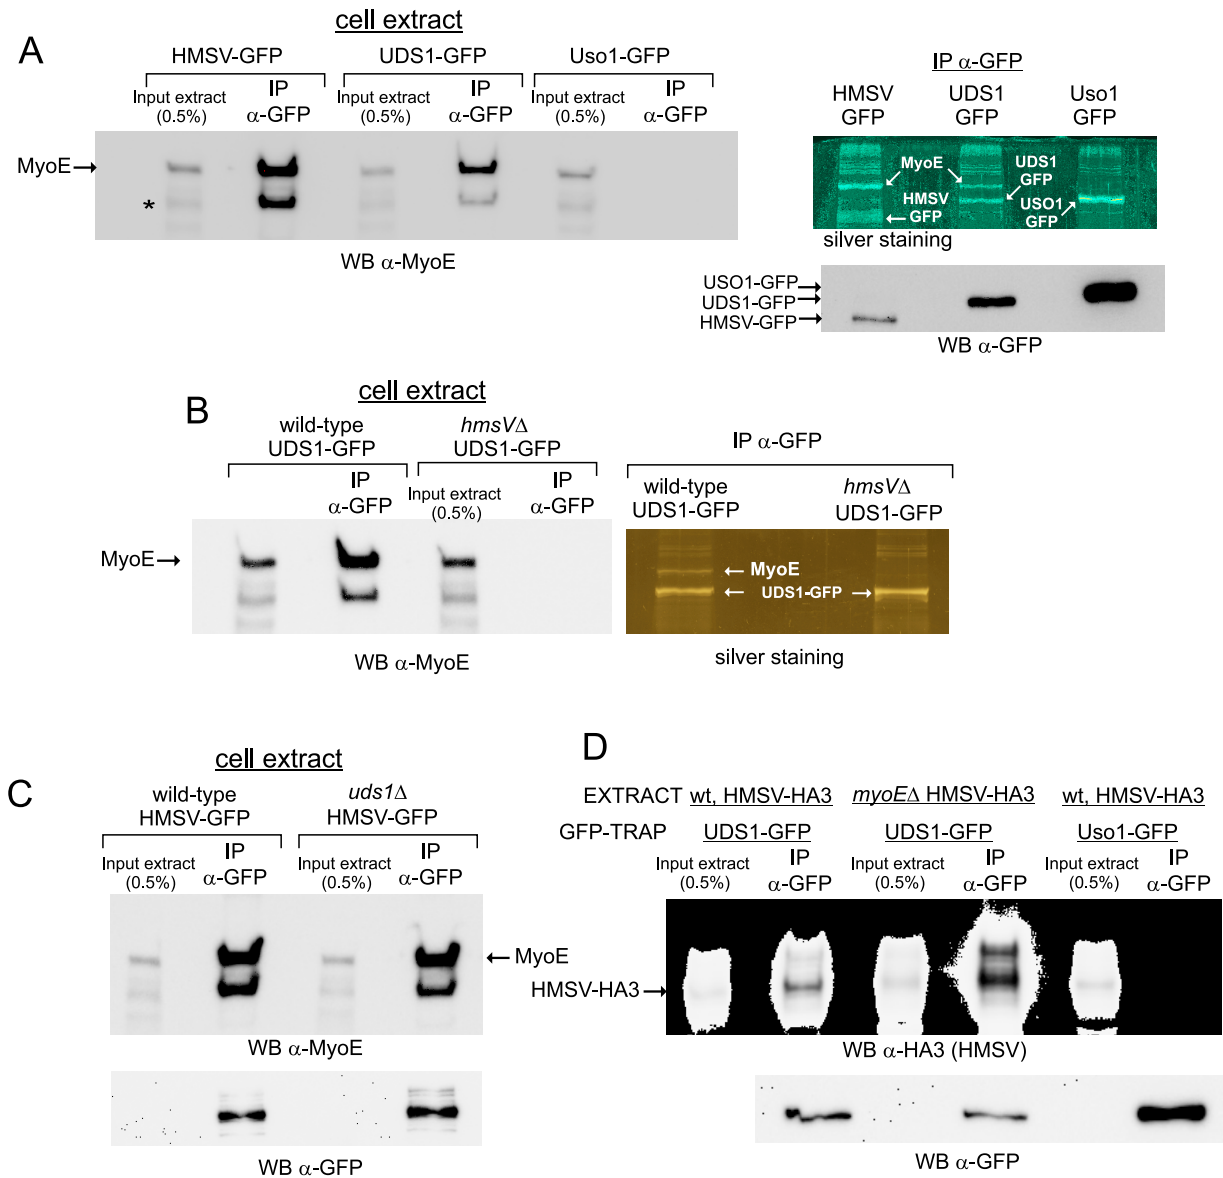 A
cell extract
HMSV-GFP UDS1-GFP Uso1-GFP
Input extract (0.5%) IP α-GFP Input extract (0.5%) IP α-GFP Input extract (0.5%) IP α-GFP
MyoE
*
WB α-MyoE
IP α-GFP
HMSV GFP UDS1 GFP Uso1 GFP
MyoE
HMSV GFP
UDS1 GFP
USO1 GFP
silver staining
USO1-GFP
UDS1-GFP
HMSV-GFP
WB α-GFP
B
cell extract
wild-type UDS1-GFP hmsVΔ UDS1-GFP
IP α-GFP Input extract (0.5%) IP α-GFP
MyoE
WB α-MyoE
IP α-GFP
wild-type UDS1-GFP hmsVΔ UDS1-GFP
MyoE
UDS1-GFP
silver staining
C
cell extract
wild-type HMSV-GFP uds1Δ HMSV-GFP
Input extract (0.5%) IP α-GFP Input extract (0.5%) IP α-GFP
MyoE
WB α-MyoE
WB α-GFP
D
EXTRACT wt, HMSV-HA3 myoEΔ HMSV-HA3 wt, HMSV-HA3
GFP-TRAP UDS1-GFP UDS1-GFP Uso1-GFP
Input extract (0.5%) IP α-GFP Input extract (0.5%) IP α-GFP Input extract (0.5%) IP α-GFP
HMSV-HA3
WB α-HA3 (HMSV)
WB α-GFP